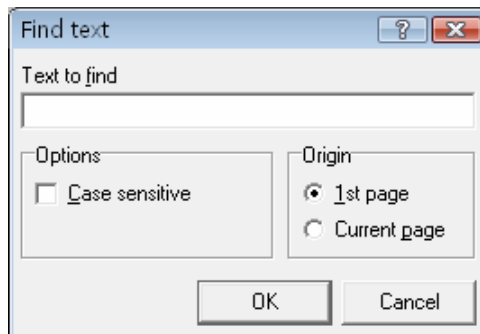 Find text
Text to find
Options
Case sensitive
Origin
1st page
Current page
OK
Cancel